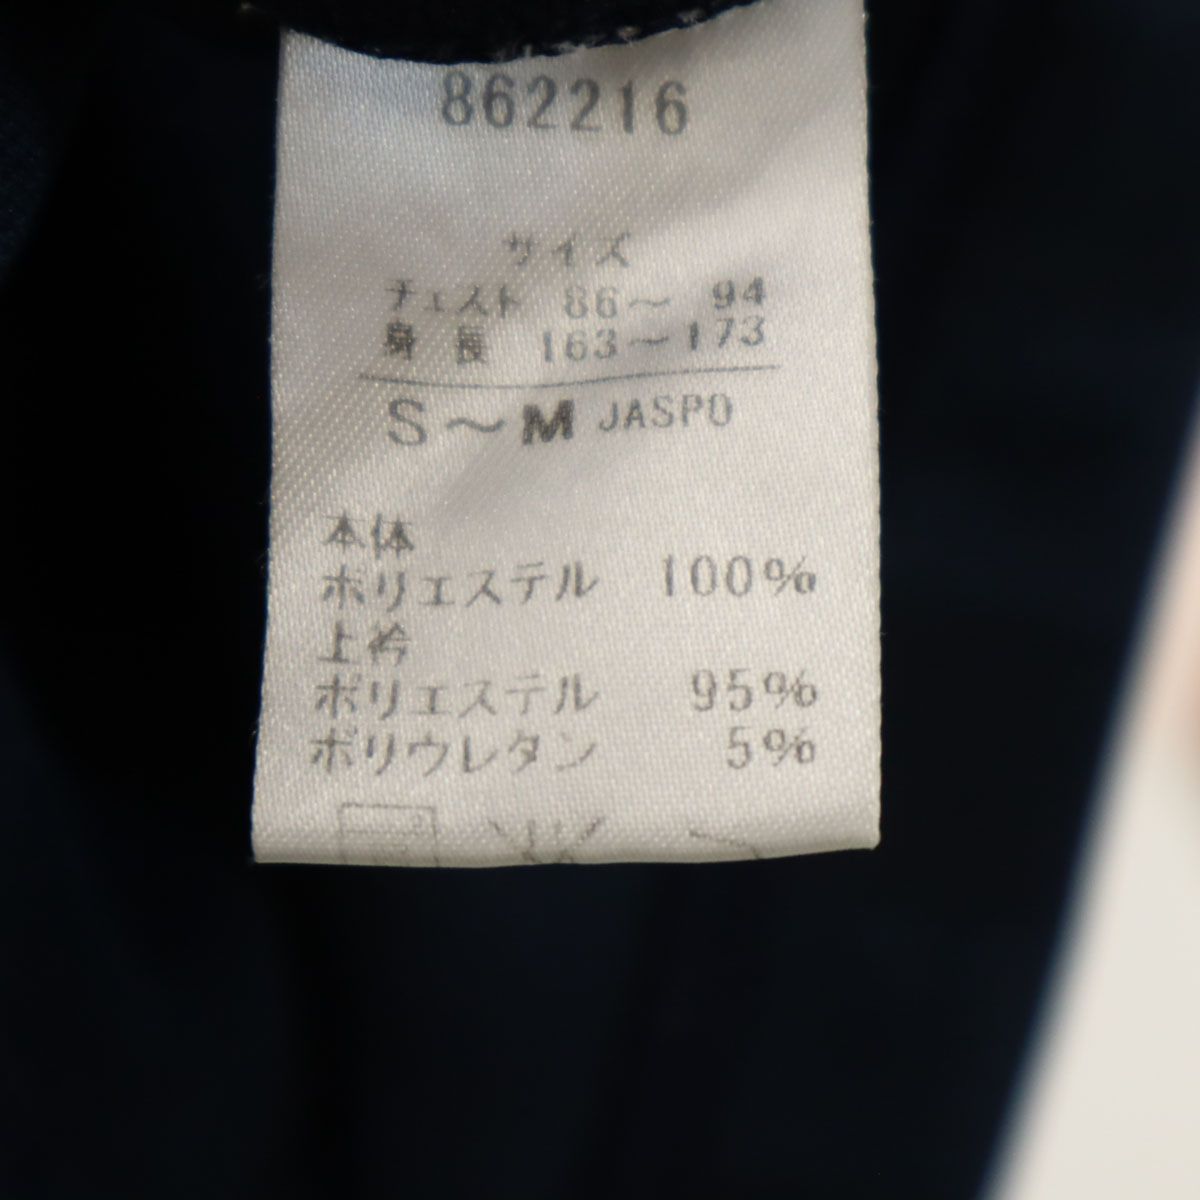 862216
サイズ
チェスト 86～ 94
身長 163～173
S～M JASPO
本体
ポリエステル 100%
上衿
ポリエステル 95%
ポリウレタン 5%